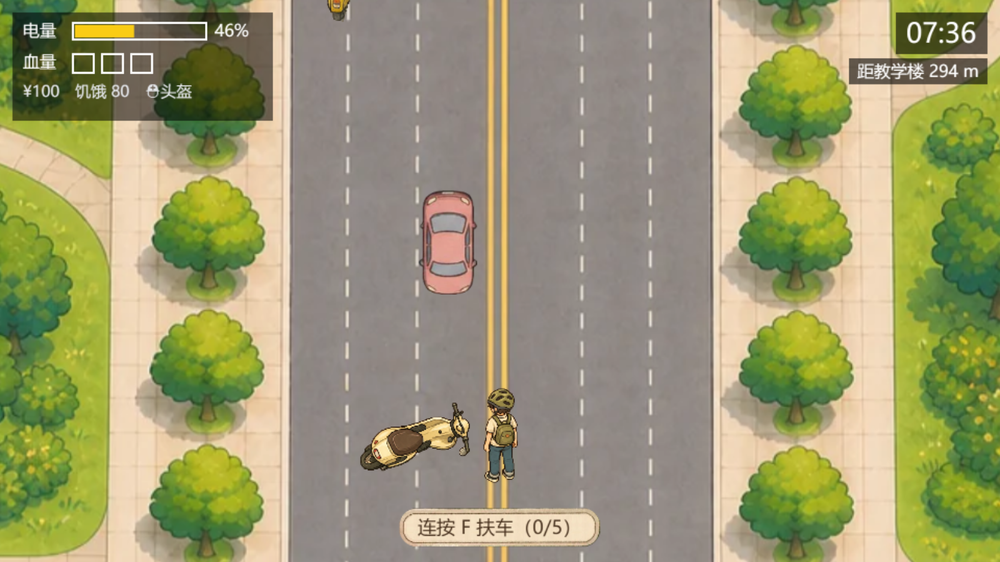 电量 46%
血量
¥100 饥饿 80 头盔
07:36
距教学楼 294 m
连按 F 扶车（0/5）